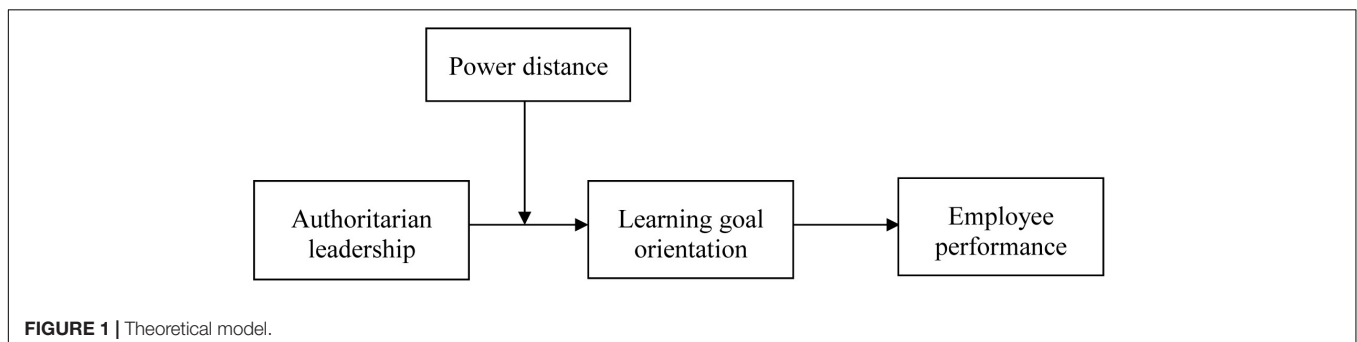 Power distance
Authoritarian
leadership
Learning goal
orientation
Employee
performance
FIGURE 1 | Theoretical model.